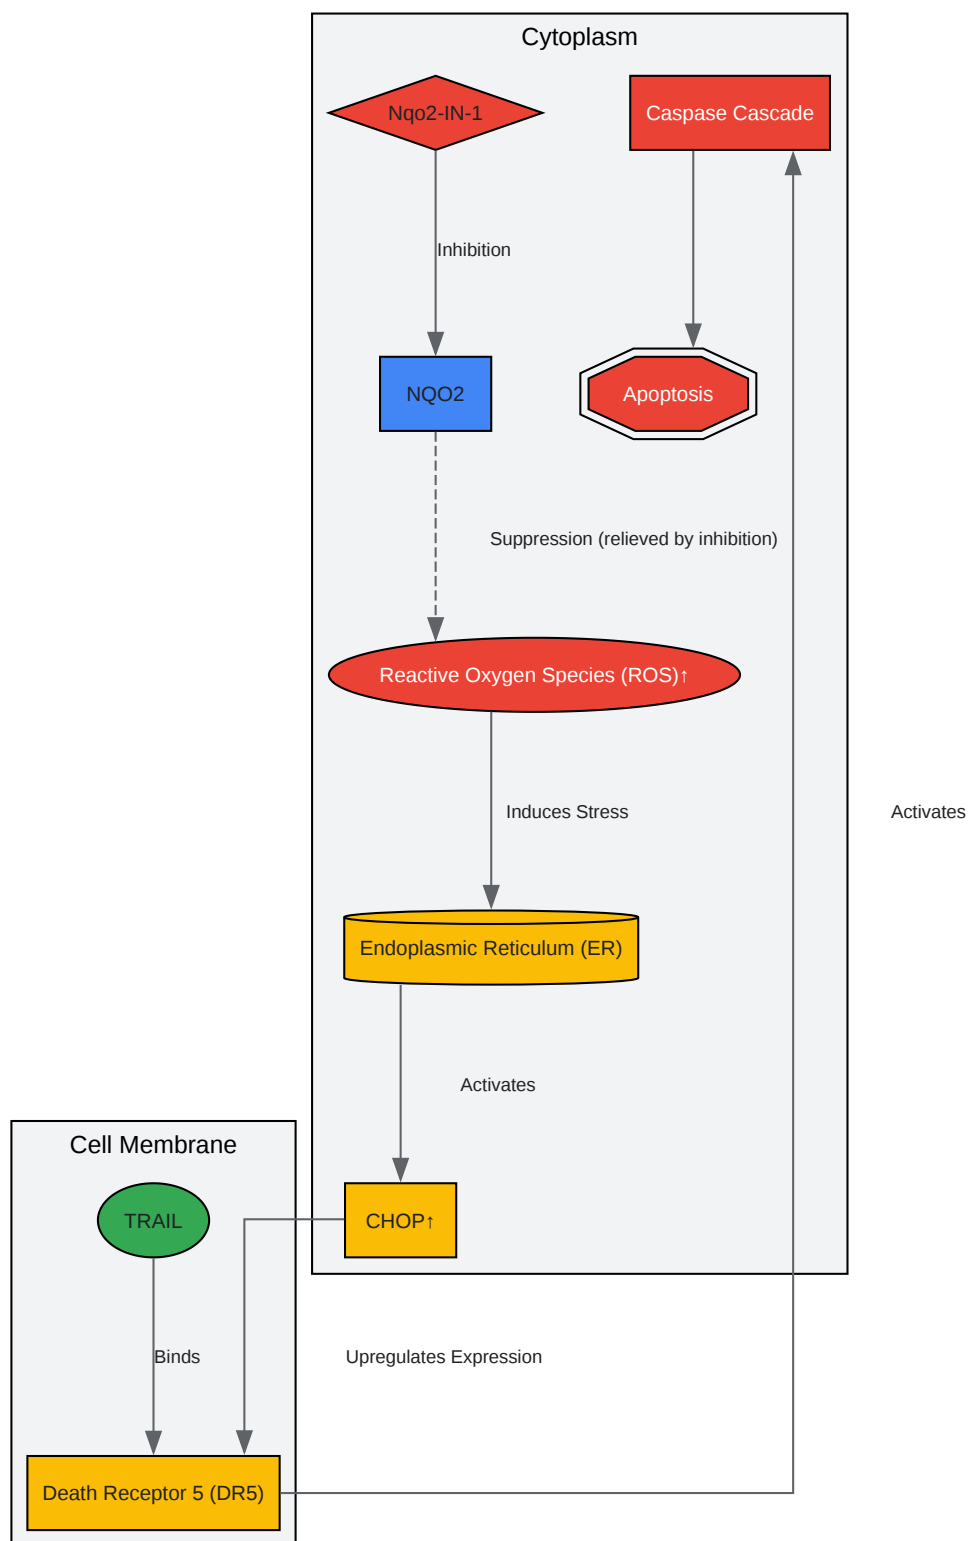 Cytoplasm
Nqo2-IN-1
Caspase Cascade
Inhibition
NQO2
Apoptosis
Suppression (relieved by inhibition)
Reactive Oxygen Species (ROS)↑
Induces Stress
Activates
Endoplasmic Reticulum (ER)
Activates
Cell Membrane
TRAIL
CHOP↑
Binds
Upregulates Expression
Death Receptor 5 (DR5)